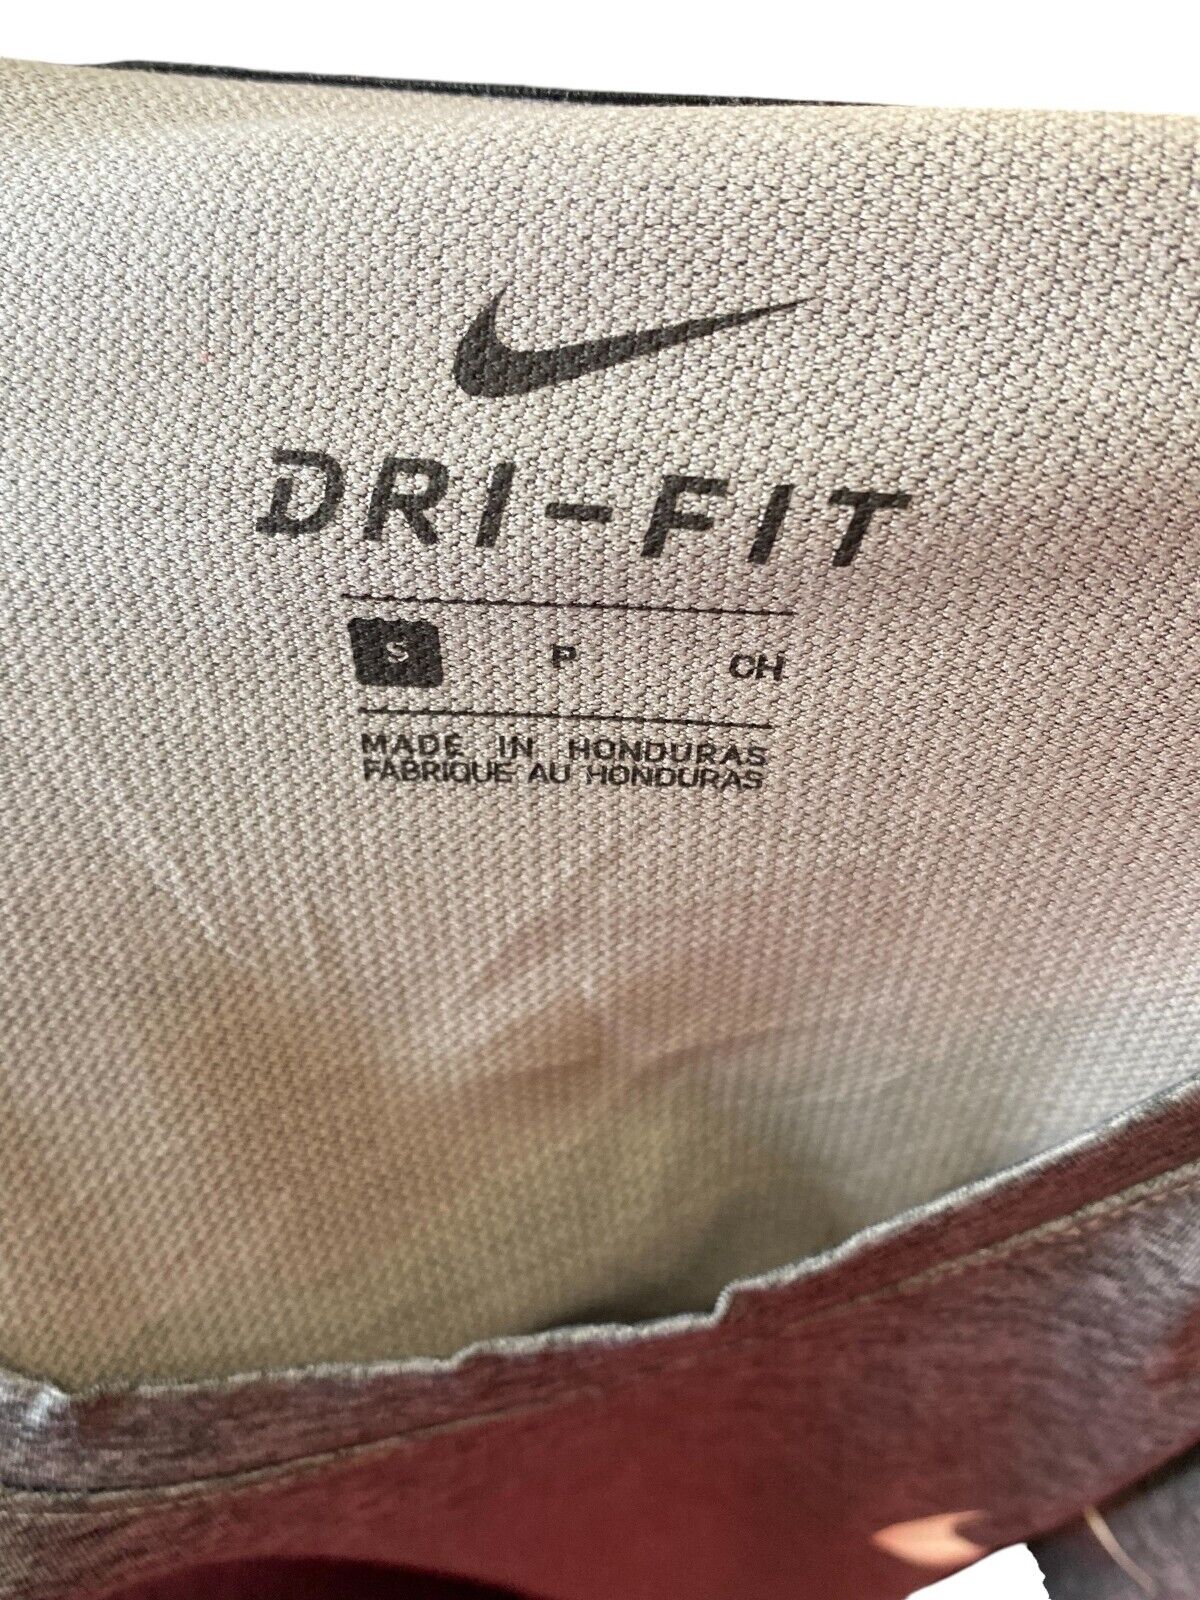 DRI-FIT
S P CH
MADE IN HONDURAS
FABRIQUE AU HONDURAS